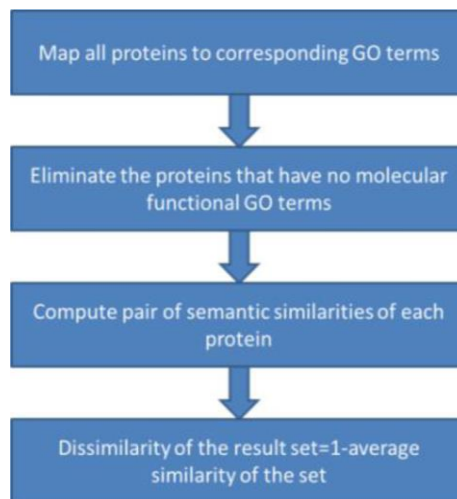 Map all proteins to corresponding GO terms
Eliminate the proteins that have no molecular
functional GO terms
Compute pair of semantic similarities of each
protein
Dissimilarity of the result set=1-average
similarity of the set